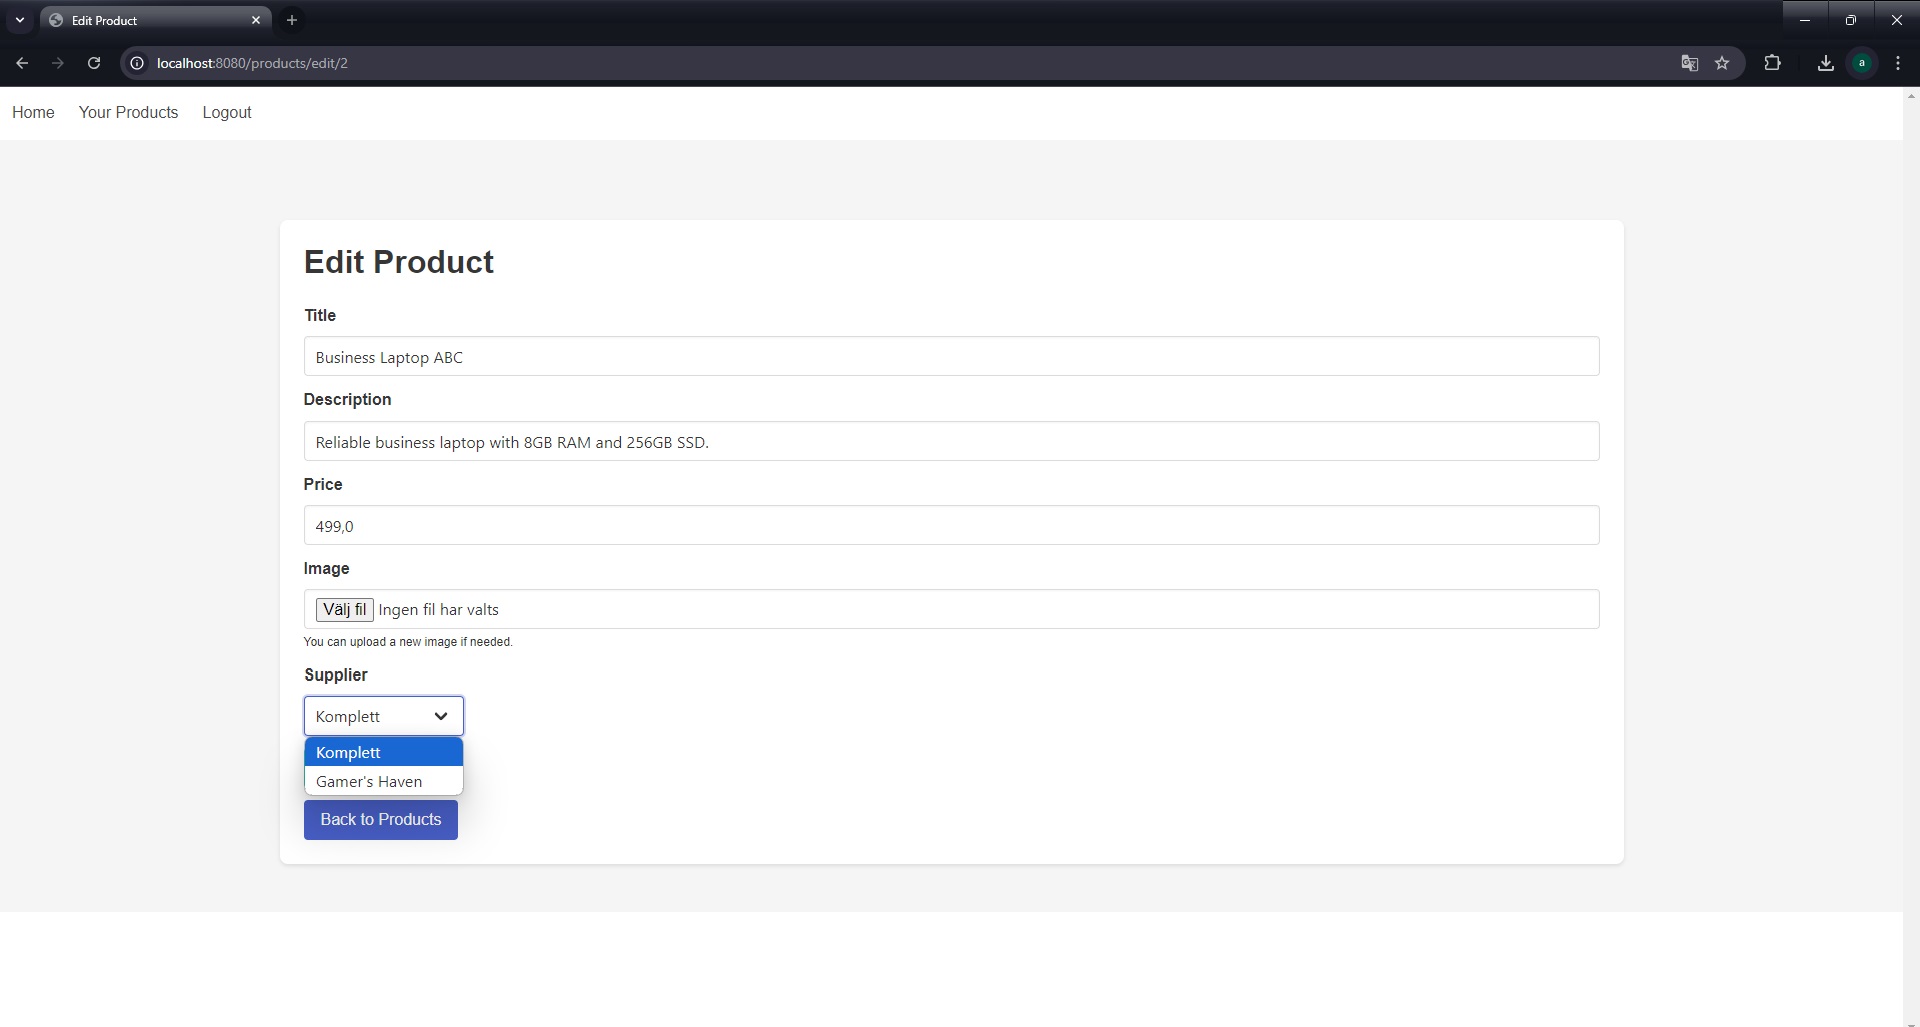 Edit Product
localhost:8080/products/edit/2
a
Home Your Products Logout
Edit Product
Title
Business Laptop ABC
Description
Reliable business laptop with 8GB RAM and 256GB SSD.
Price
499,0
Image
Välj fil Ingen fil har valts
You can upload a new image if needed.
Supplier
Komplett
Komplett
Gamer's Haven
Back to Products